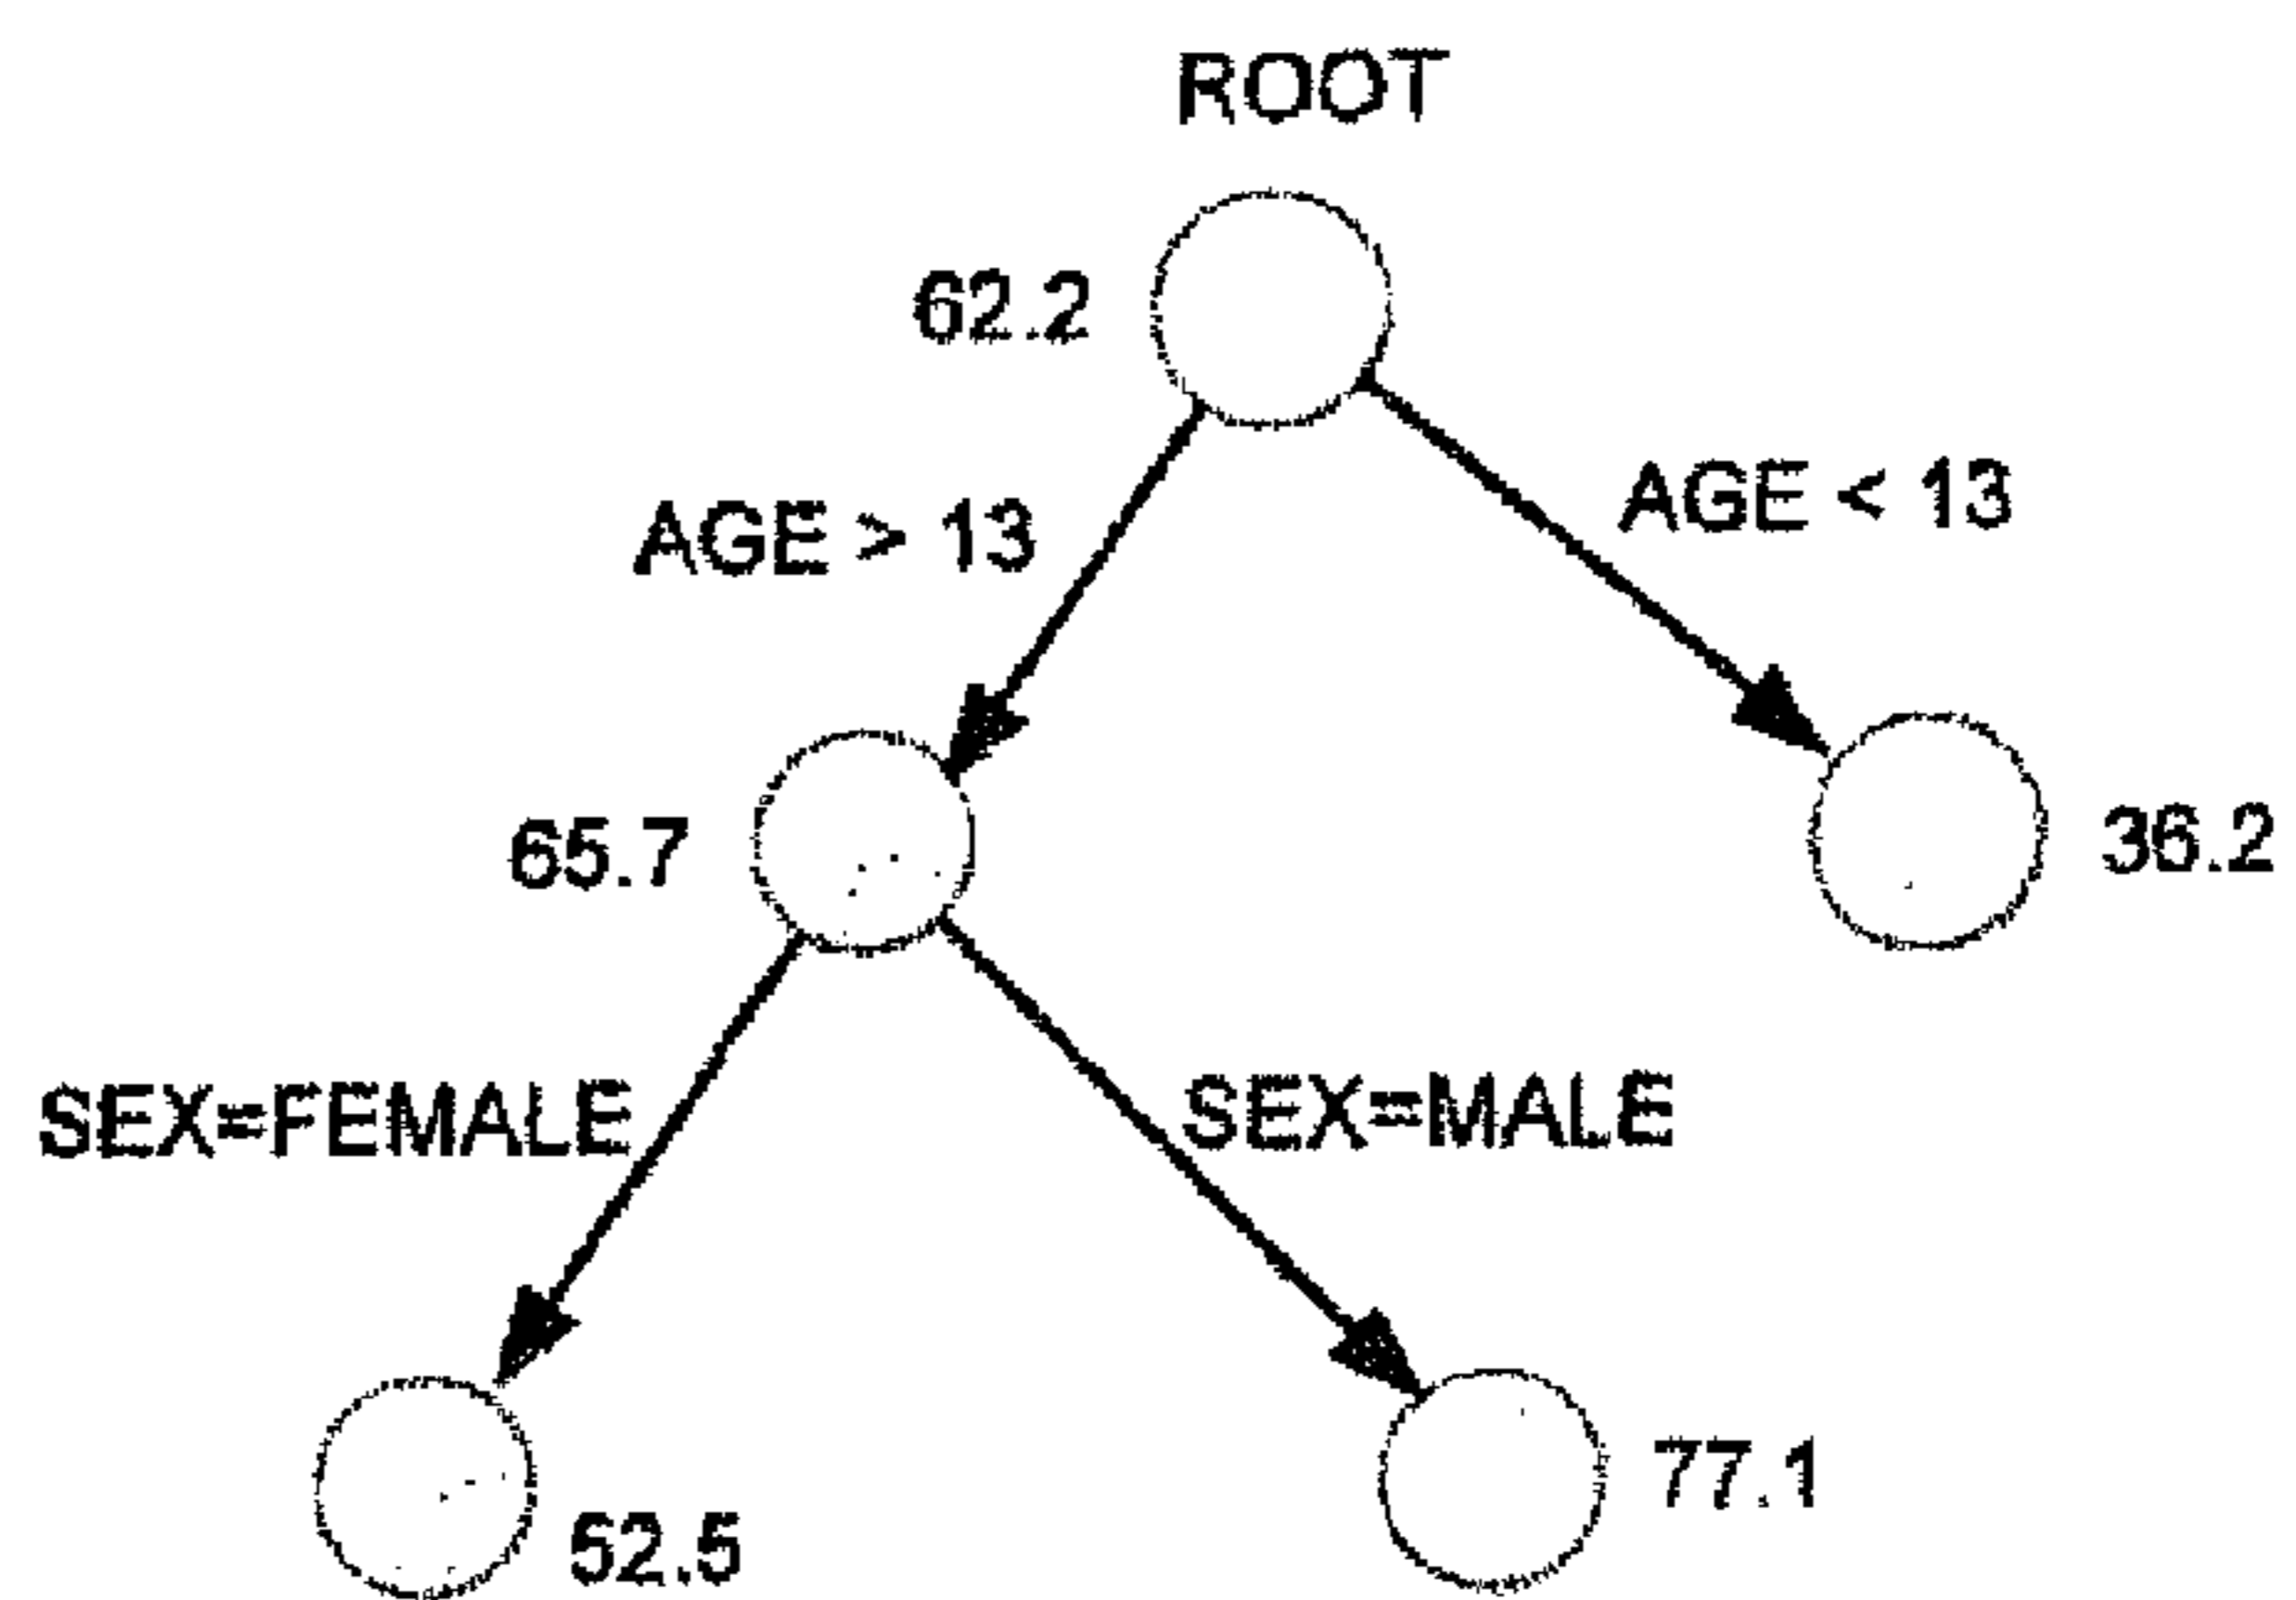 ROOT
62.2
AGE > 13
AGE < 13
65.7
36.2
SEX=FEMALE
SEX=MALE
77.1
52.5